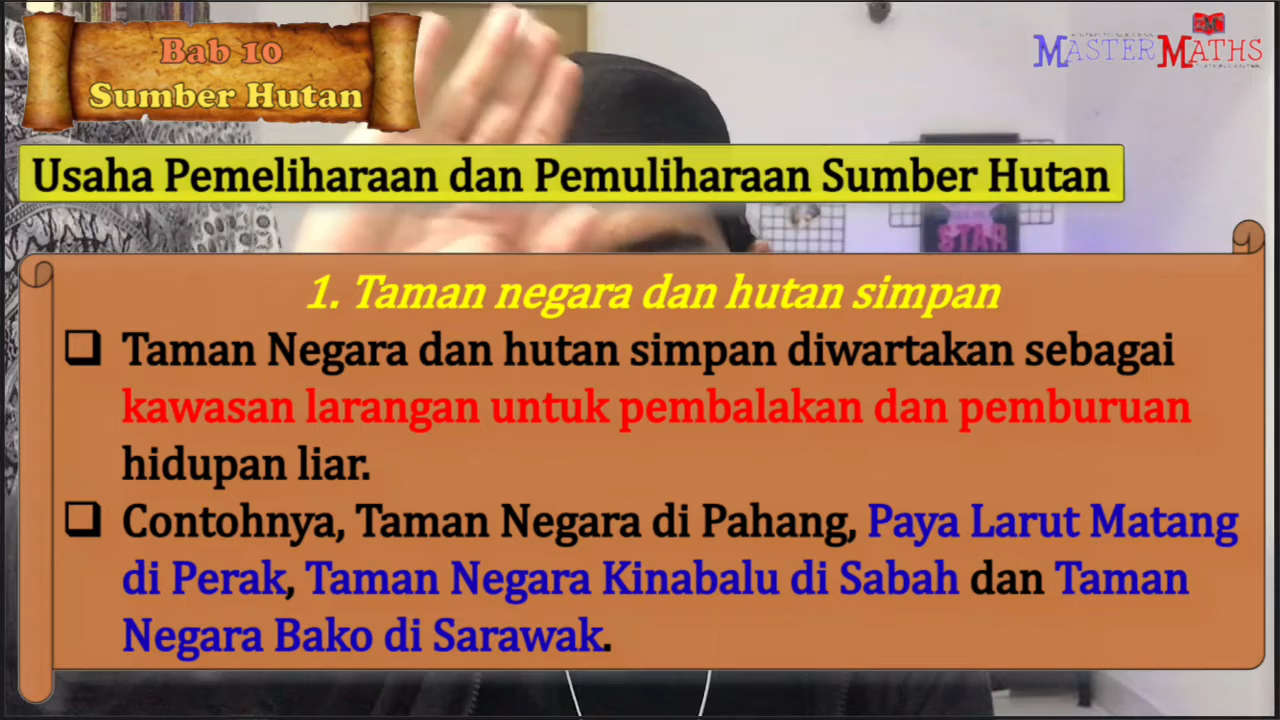 Bab 10
Sumber Hutan
MASTERMATHS
Usaha Pemeliharaan dan Pemuliharaan Sumber Hutan
STAR
1. Taman negara dan hutan simpan
Taman Negara dan hutan simpan diwartakan sebagai
kawasan larangan untuk pembalakan dan pemburuan
hidupan liar.
Contohnya, Taman Negara di Pahang, Paya Larut Matang
di Perak, Taman Negara Kinabalu di Sabah dan Taman
Negara Bako di Sarawak.